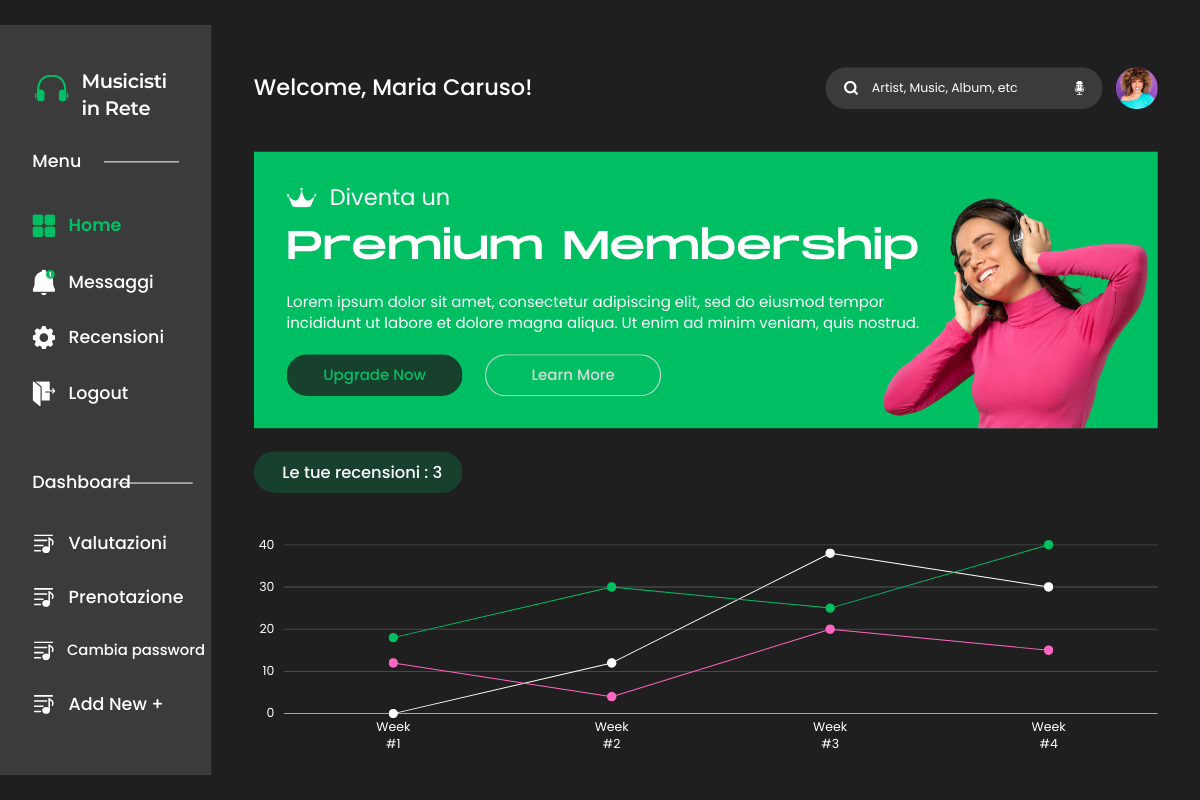 Musicisti
in Rete
Menu
Home
1
Messaggi
Recensioni
Logout
Dashboard
Valutazioni
Prenotazione
Cambia password
Add New +
Welcome, Maria Caruso!
Artist, Music, Album, etc
Diventa un
Premium Membership
Lorem ipsum dolor sit amet, consectetur adipiscing elit, sed do eiusmod tempor
incididunt ut labore et dolore magna aliqua. Ut enim ad minim veniam, quis nostrud.
Upgrade Now
Learn More
Le tue recensioni : 3
40
30
20
10
0
Week
#1
Week
#2
Week
#3
Week
#4